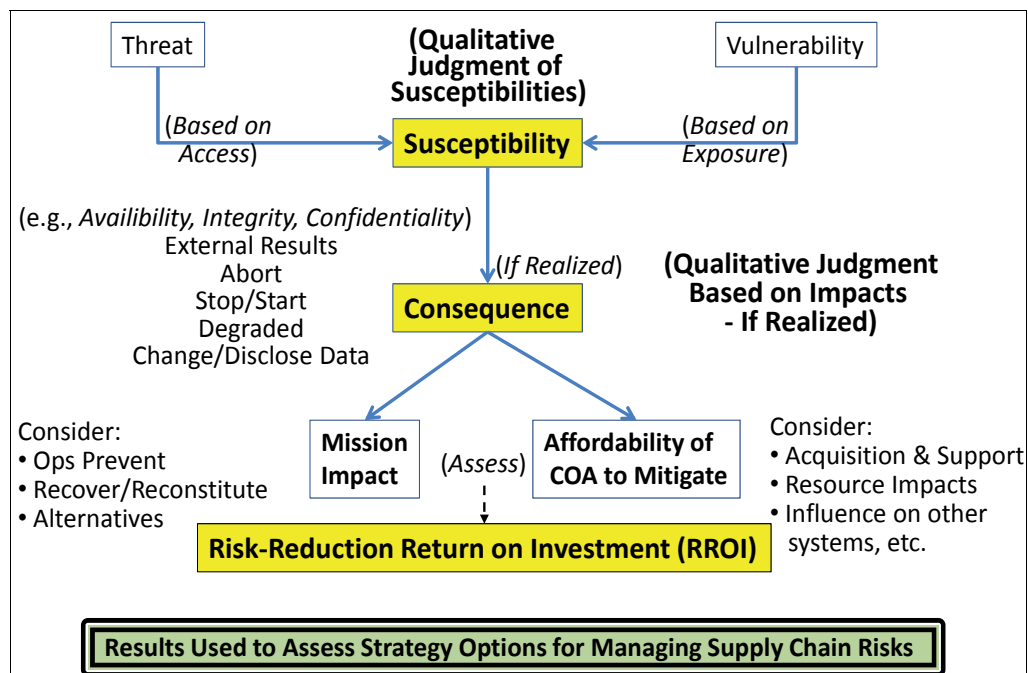 Threat
(Qualitative
Judgment of
Susceptibilities)
Vulnerability
(Based on
Access)
Susceptibility
(Based on
Exposure)
(e.g., Availibility, Integrity, Confidentiality)
External Results
Abort
Stop/Start
Degraded
Change/Disclose Data
(If Realized)
Consequence
(Qualitative Judgment
Based on Impacts
- If Realized)
Consider:
• Ops Prevent
• Recover/Reconstitute
• Alternatives
Mission
Impact
(Assess)
Affordability of
COA to Mitigate
Consider:
• Acquisition & Support
• Resource Impacts
• Influence on other
systems, etc.
Risk-Reduction Return on Investment (RROI)
Results Used to Assess Strategy Options for Managing Supply Chain Risks